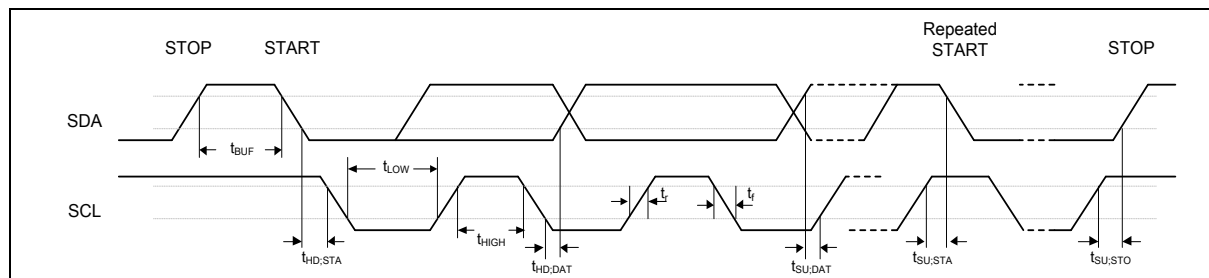 STOP
START
Repeated
START
STOP
SDA
tBUF
tLOW
SCL
tr
tf
tHD;STA
tHIGH
tHD;DAT
tSU;DAT
tSU;STA
tSU;STO